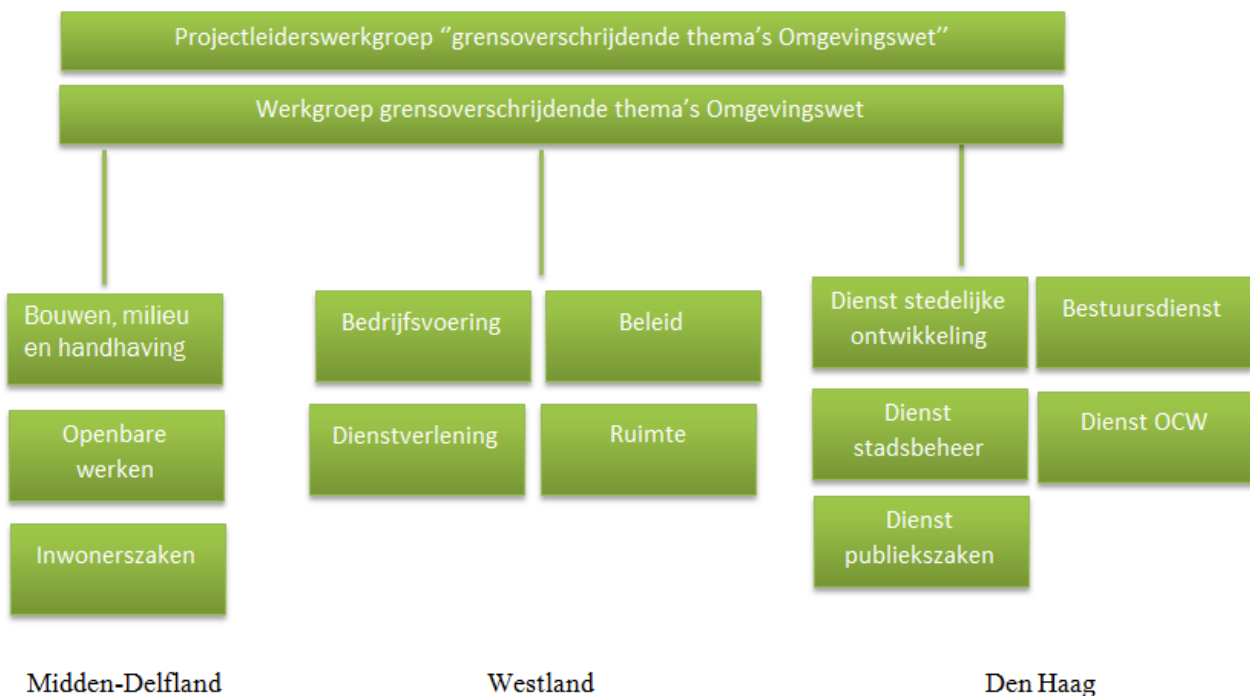 Projectleiderswerkgroep “grensoverschrijdende thema’s Omgevingswet”
Werkgroep grensoverschrijdende thema’s Omgevingswet
Bouwen, milieu
en handhaving
Openbare
werken
Inwonerszaken
Bedrijfsvoering
Beleid
Dienstverlening
Ruimte
Dienst stedelijke
ontwikkeling
Bestuursdienst
Dienst
stadsbeheer
Dienst OCW
Dienst
publiekszaken
Midden-Delfland
Westland
Den Haag